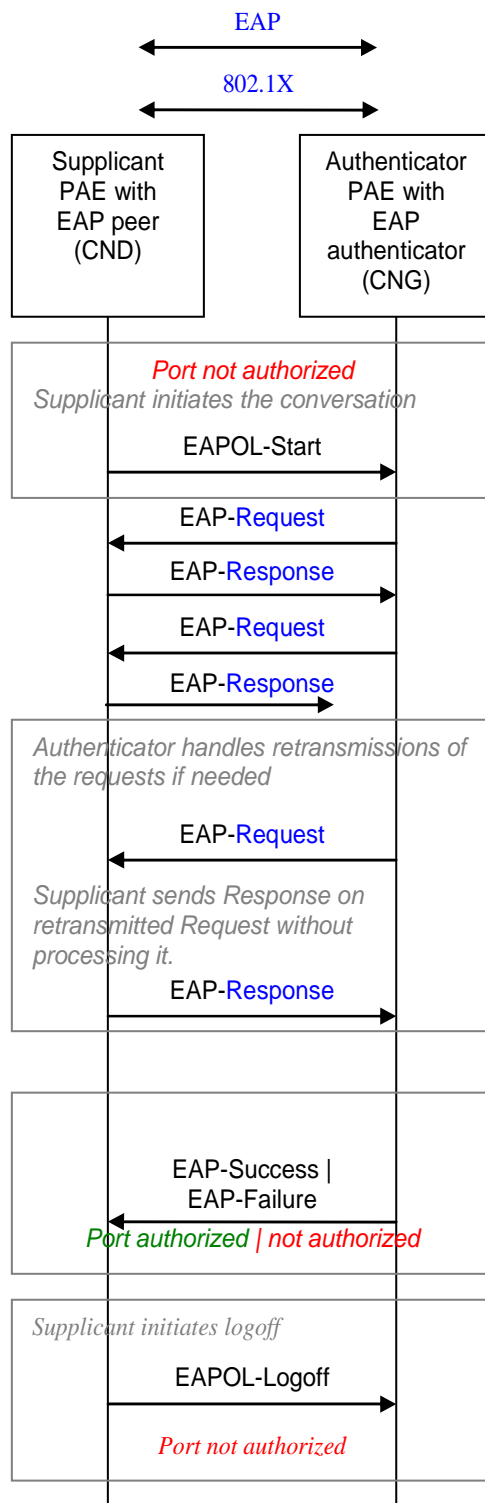 EAP
802.1X
Supplicant
PAE with
EAP peer
(CND)
Authenticator
PAE with
EAP
authenticator
(CNG)
Port not authorized
Supplicant initiates the conversation
EAPOL-Start
EAP-Request
EAP-Response
EAP-Request
EAP-Response
Authenticator handles retransmissions of
the requests if needed
EAP-Request
Supplicant sends Response on
retransmitted Request without
processing it.
EAP-Response
EAP-Success |
EAP-Failure
Port authorized | not authorized
Supplicant initiates logoff
EAPOL-Logoff
Port not authorized